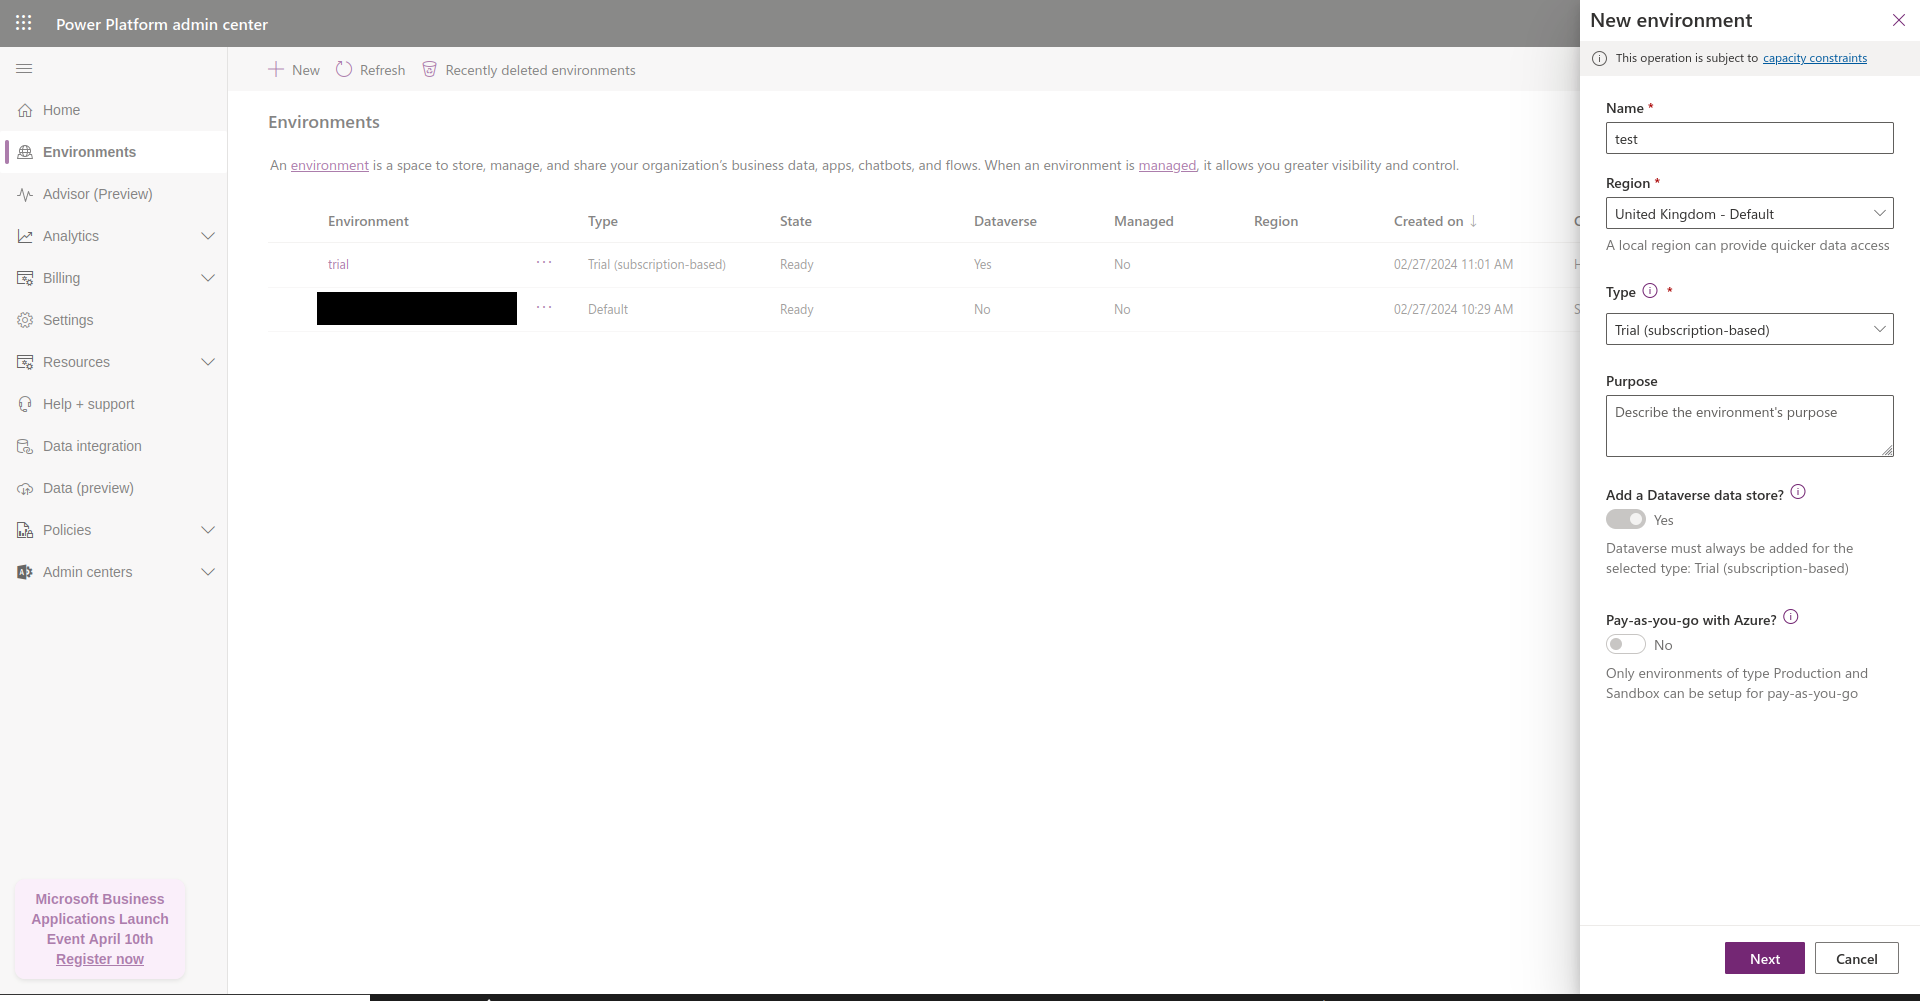 Power Platform admin center
Home
Environments
Advisor (Preview)
Analytics
Billing
Settings
Resources
Help + support
Data integration
Data (preview)
Policies
Admin centers
Microsoft Business
Applications Launch
Event April 10th
Register now
New Refresh Recently deleted environments
Environments
An environment is a space to store, manage, and share your organization's business data, apps, chatbots, and flows. When an environment is managed, it allows you greater visibility and control.
Environment Type State Dataverse Managed Region Created on ↓
trial ··· Trial (subscription-based) Ready Yes No 02/27/2024 11:01 AM
··· Default Ready No No 02/27/2024 10:29 AM
New environment
This operation is subject to capacity constraints
Name *
test
Region *
United Kingdom - Default
A local region can provide quicker data access
Type *
Trial (subscription-based)
Purpose
Describe the environment's purpose
Add a Dataverse data store?
Yes
Dataverse must always be added for the
selected type: Trial (subscription-based)
Pay-as-you-go with Azure?
No
Only environments of type Production and
Sandbox can be setup for pay-as-you-go
Next Cancel